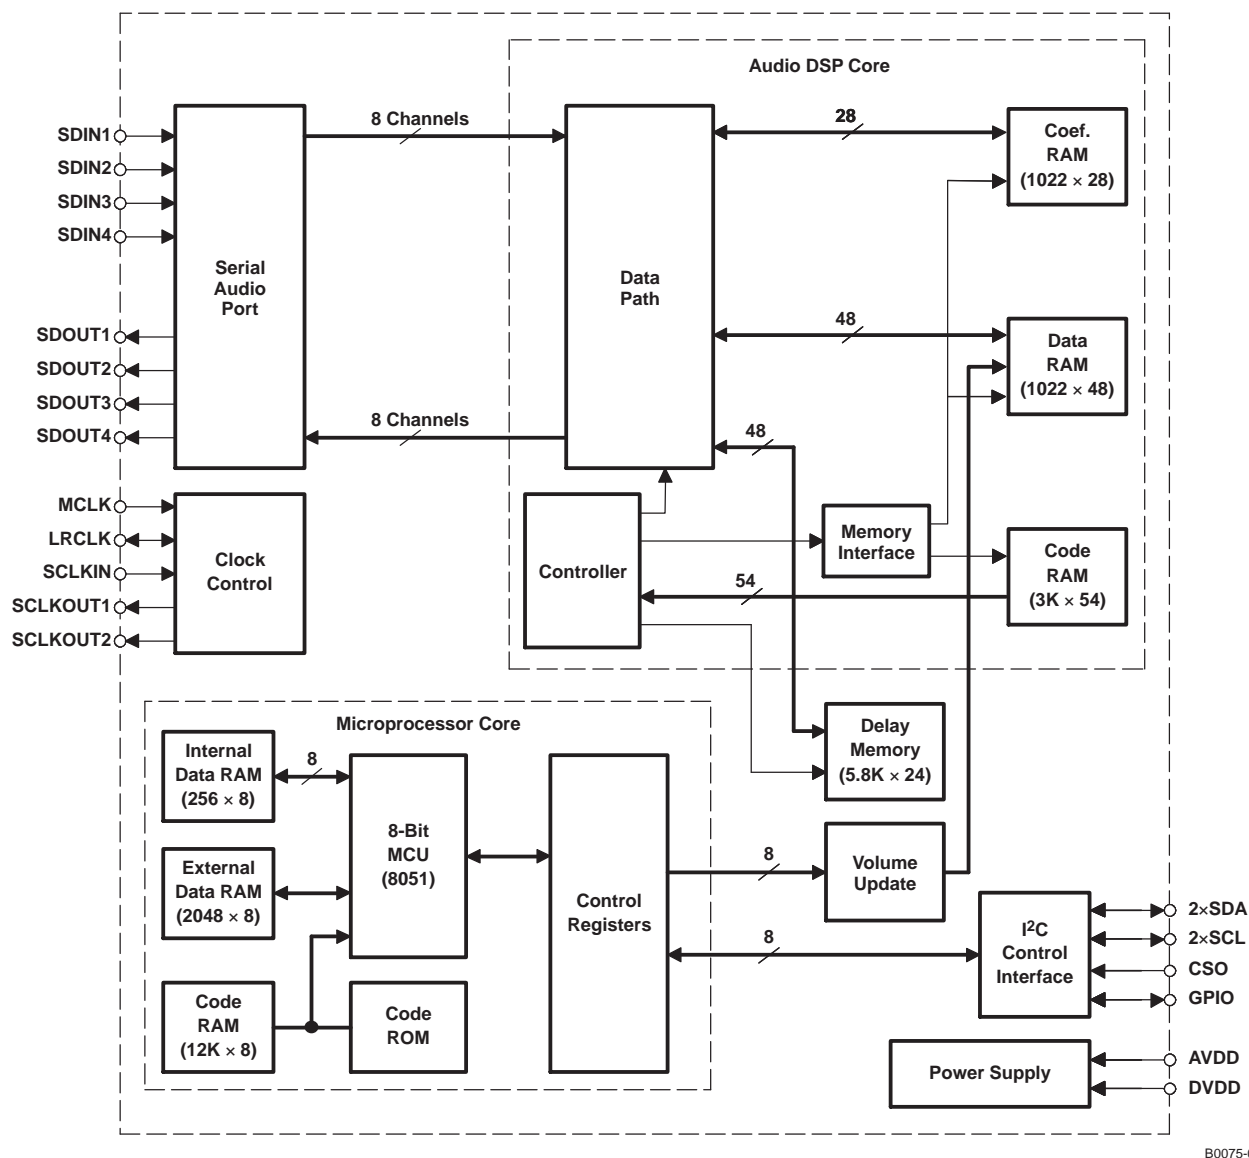 Audio DSP Core
SDIN1
SDIN2
SDIN3
SDIN4
SDOUT1
SDOUT2
SDOUT3
SDOUT4
Serial
Audio
Port
8 Channels
8 Channels
Data
Path
28
48
48
Coef.
RAM
(1022 × 28)
Data
RAM
(1022 × 48)
MCLK
LRCLK
SCLKIN
SCLKOUT1
SCLKOUT2
Clock
Control
Controller
Memory
Interface
54
Code
RAM
(3K × 54)
Microprocessor Core
Internal
Data RAM
(256 × 8)
8
External
Data RAM
(2048 × 8)
Code
RAM
(12K × 8)
8-Bit
MCU
(8051)
Code
ROM
Control
Registers
Delay
Memory
(5.8K × 24)
8
Volume
Update
8
I²C
Control
Interface
2×SDA
2×SCL
CSO
GPIO
Power Supply
AVDD
DVDD